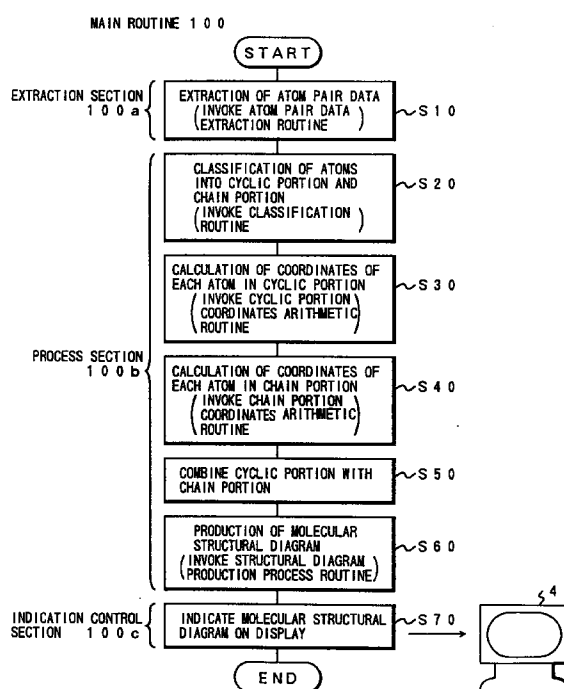 MAIN ROUTINE 100
START
EXTRACTION SECTION
100a
EXTRACTION OF ATOM PAIR DATA
(INVOKE ATOM PAIR DATA
EXTRACTION ROUTINE)
S10
CLASSIFICATION OF ATOMS
INTO CYCLIC PORTION AND
CHAIN PORTION
(INVOKE CLASSIFICATION
ROUTINE)
S20
CALCULATION OF COORDINATES OF
EACH ATOM IN CYCLIC PORTION
(INVOKE CYCLIC PORTION
COORDINATES ARITHMETIC
ROUTINE)
S30
PROCESS SECTION
100b
CALCULATION OF COORDINATES OF
EACH ATOM IN CHAIN PORTION
(INVOKE CHAIN PORTION
COORDINATES ARITHMETIC
ROUTINE)
S40
COMBINE CYCLIC PORTION WITH
CHAIN PORTION
S50
PRODUCTION OF MOLECULAR
STRUCTURAL DIAGRAM
(INVOKE STRUCTURAL DIAGRAM
PRODUCTION PROCESS ROUTINE)
S60
INDICATION CONTROL
SECTION 100c
INDICATE MOLECULAR STRUCTURAL
DIAGRAM ON DISPLAY
S70
4
END